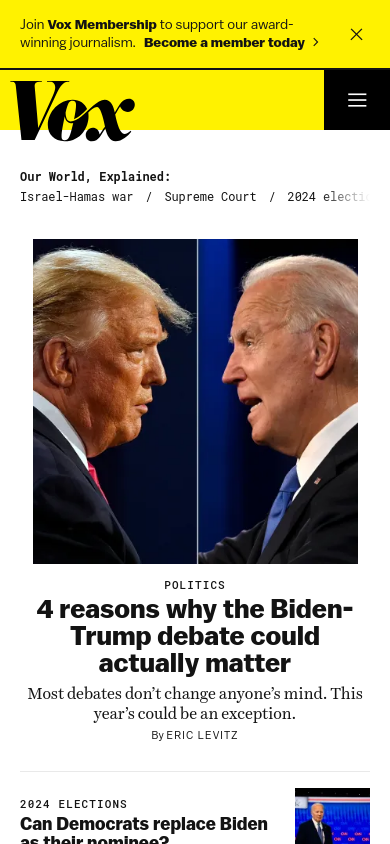 Join Vox Membership to support our award-
winning journalism. Become a member today
Vox
Our World, Explained:
Israel-Hamas war / Supreme Court / 2024 electio
POLITICS
4 reasons why the Biden-
Trump debate could
actually matter
Most debates don’t change anyone’s mind. This
year’s could be an exception.
By ERIC LEVITZ
2024 ELECTIONS
Can Democrats replace Biden
as their nominee?